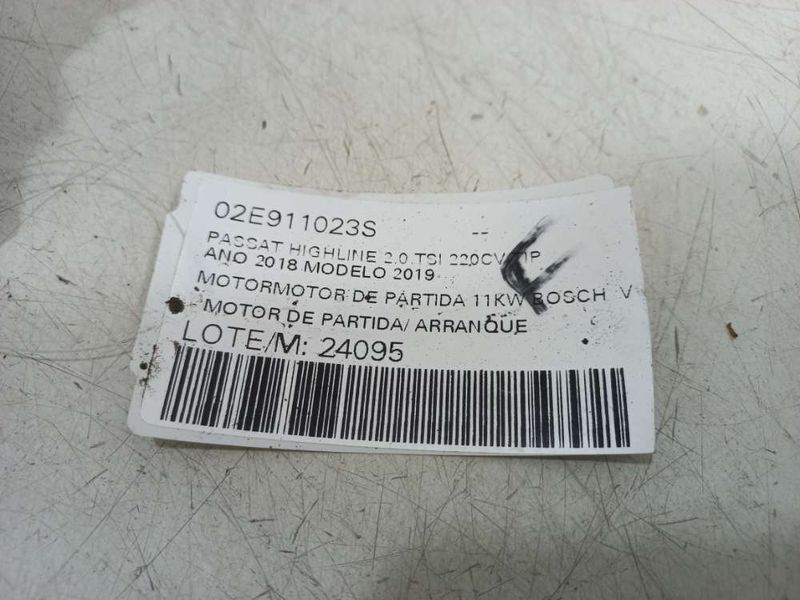 02E911023S --
PASSAT HIGHLINE 2.0 TSI 220CV
ANO 2018 MODELO 2019
MOTORMOTOR DE PARTIDA 11KW BOSCH V
MOTOR DE PARTIDA/ ARRANQUE
LOTE/M: 24095